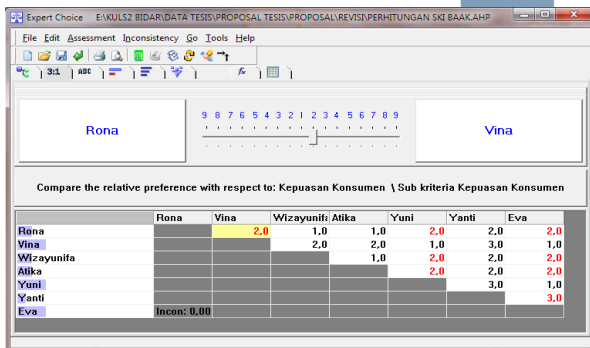 Expert Choice E:\KULS2 BIDAR\DATA TESIS\PROPOSAL TESIS\PROPOSAL\REVISI\PERHITUNGAN SKI BAAK.AHP
File Edit Assessment Inconsistency Go Tools Help
3:1 ABC fx
9 8 7 6 5 4 3 2 1 2 3 4 5 6 7 8 9
Rona Vina
Compare the relative preference with respect to: Kepuasan Konsumen \ Sub kriteria Kepuasan Konsumen
Rona Vina Wizayunifa Atika Yuni Yanti Eva
Rona 2,0 1,0 1,0 2,0 2,0 2,0
Vina 2,0 2,0 1,0 3,0 1,0
Wizayunifa 1,0 2,0 2,0 2,0
Atika 2,0 2,0 2,0
Yuni 3,0 1,0
Yanti 3,0
Eva Incon: 0,00